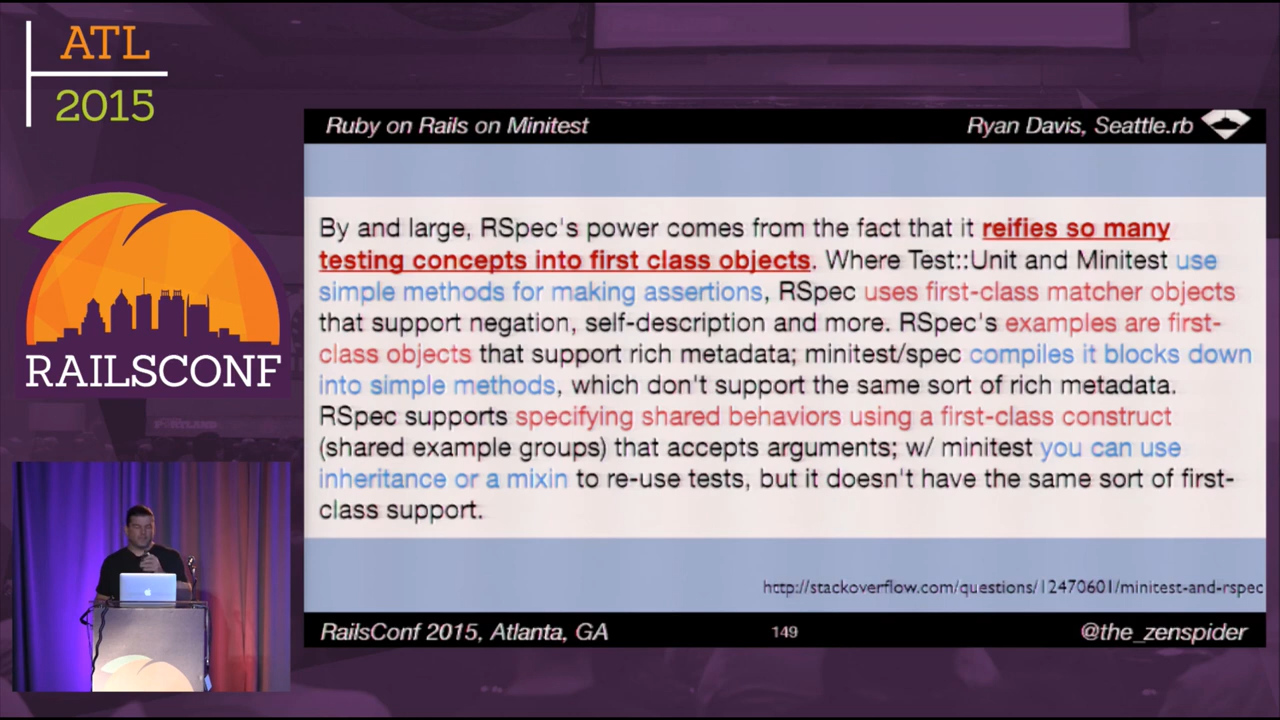 ATL
2015
RAILSCONF
Ruby on Rails on Minitest
Ryan Davis, Seattle.rb
By and large, RSpec's power comes from the fact that it reifies so many
testing concepts into first class objects. Where Test::Unit and Minitest use
simple methods for making assertions, RSpec uses first-class matcher objects
that support negation, self-description and more. RSpec's examples are first-
class objects that support rich metadata; minitest/spec compiles it blocks down
into simple methods, which don't support the same sort of rich metadata.
RSpec supports specifying shared behaviors using a first-class construct
(shared example groups) that accepts arguments; w/ minitest you can use
inheritance or a mixin to re-use tests, but it doesn't have the same sort of first-
class support.
http://stackoverflow.com/questions/12470601/minitest-and-rspec
RailsConf 2015, Atlanta, GA
149
@the_zenspider
PORTLAND